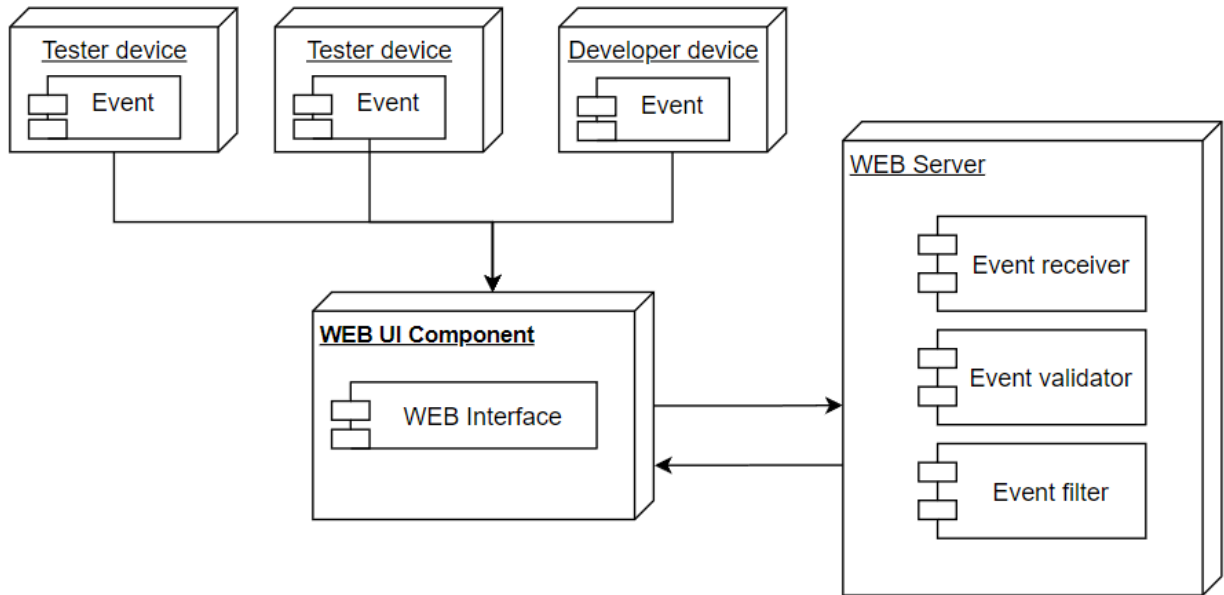 Tester device
Event
Tester device
Event
Developer device
Event
WEB Server
Event receiver
Event validator
Event filter
WEB UI Component
WEB Interface